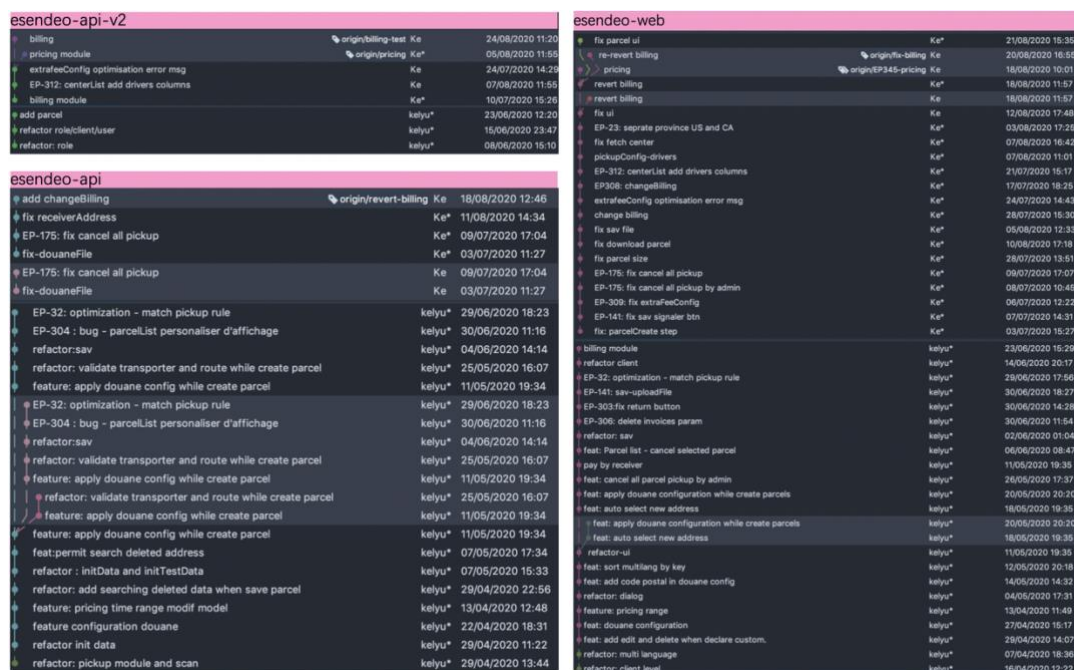 esendeo-api-v2
billing origin/billing-test Ke 24/08/2020 11:20
pricing module origin/pricing Ke* 05/08/2020 11:55
extrafeeConfig optimisation error msg Ke 24/07/2020 14:29
EP-312: centerList add drivers columns Ke 07/08/2020 11:55
billing module Ke* 10/07/2020 15:26
add parcel kelyu* 23/06/2020 12:20
refactor role/client/user kelyu* 15/06/2020 23:47
refactor: role kelyu* 08/06/2020 15:10
esendeo-api
add changeBilling origin/revert-billing Ke 18/08/2020 12:46
fix receiverAddress Ke* 11/08/2020 14:34
EP-175: fix cancel all pickup Ke* 09/07/2020 17:04
fix-douaneFile Ke* 03/07/2020 11:27
EP-175: fix cancel all pickup Ke 09/07/2020 17:04
fix-douaneFile Ke 03/07/2020 11:27
EP-32: optimization - match pickup rule kelyu* 29/06/2020 18:23
EP-304 : bug - parcelList personaliser d'affichage kelyu* 30/06/2020 11:16
refactor:sav kelyu* 04/06/2020 14:14
refactor: validate transporter and route while create parcel kelyu* 25/05/2020 16:07
feature: apply douane config while create parcel kelyu* 11/05/2020 19:34
EP-32: optimization - match pickup rule kelyu* 29/06/2020 18:23
EP-304 : bug - parcelList personaliser d'affichage kelyu* 30/06/2020 11:16
refactor:sav kelyu* 04/06/2020 14:14
refactor: validate transporter and route while create parcel kelyu* 25/05/2020 16:07
feature: apply douane config while create parcel kelyu* 11/05/2020 19:34
refactor: validate transporter and route while create parcel kelyu* 25/05/2020 16:07
feature: apply douane config while create parcel kelyu* 11/05/2020 19:34
feature: apply douane config while create parcel kelyu* 11/05/2020 19:34
feat:permit search deleted address kelyu* 07/05/2020 17:34
refactor : initData and initTestData kelyu* 07/05/2020 15:33
refactor: add searching deleted data when save parcel kelyu* 29/04/2020 22:56
feature: pricing time range modif model kelyu* 13/04/2020 12:48
feature configuration douane kelyu* 22/04/2020 18:31
refactor init data kelyu* 29/04/2020 11:22
refactor: pickup module and scan kelyu* 29/04/2020 13:44
esendeo-web
fix parcel ui Ke* 21/08/2020 15:35
re-revert billing origin/fix-billing Ke 20/08/2020 16:55
pricing origin/EP345-pricing Ke 18/08/2020 10:01
revert billing Ke* 18/08/2020 11:57
revert billing Ke 18/08/2020 11:57
fix ui Ke 12/08/2020 17:48
EP-23: seprate province US and CA Ke* 03/08/2020 17:25
fix fetch center Ke* 07/08/2020 16:42
pickupConfig-drivers Ke* 07/08/2020 11:01
EP-312: centerList add drivers columns Ke* 21/07/2020 15:17
EP308: changeBilling Ke* 17/07/2020 18:25
extrafeeConfig optimisation error msg Ke* 24/07/2020 14:43
change billing Ke* 28/07/2020 15:30
fix sav file Ke* 05/08/2020 12:33
fix download parcel Ke* 10/08/2020 17:18
fix parcel size Ke* 28/07/2020 13:51
EP-175: fix cancel all pickup Ke* 09/07/2020 17:07
EP-175: fix cancel all pickup by admin Ke* 08/07/2020 10:45
EP-309: fix extraFeeConfig Ke* 06/07/2020 12:22
EP-141: fix sav signaler btn Ke* 07/07/2020 14:31
fix: parcelCreate step Ke* 03/07/2020 15:27
billing module kelyu* 23/06/2020 15:29
refactor client kelyu* 14/06/2020 20:17
EP-32: optimization - match pickup rule kelyu* 29/06/2020 17:56
EP-141: sav-uploadFile kelyu* 30/06/2020 18:27
EP-303:fix return button kelyu* 30/06/2020 14:28
EP-306: delete invoices param kelyu* 30/06/2020 11:54
refactor: sav kelyu* 02/06/2020 01:04
feat: Parcel list - cancel selected parcel kelyu* 06/06/2020 08:47
pay by receiver kelyu* 11/05/2020 19:35
feat: cancel all parcel pickup by admin kelyu* 26/05/2020 17:37
feat: apply douane configuration while create parcels kelyu* 20/05/2020 20:20
feat: auto select new address kelyu* 18/05/2020 19:35
feat: apply douane configuration while create parcels kelyu* 20/05/2020 20:20
feat: auto select new address kelyu* 18/05/2020 19:35
refactor-ui kelyu* 11/05/2020 19:35
feat: sort multilang by key kelyu* 12/05/2020 20:18
feat: add code postal in douane config kelyu* 14/05/2020 14:32
refactor: dialog kelyu* 04/05/2020 17:31
feature: pricing range kelyu* 13/04/2020 11:49
feat: douane configuration kelyu* 27/04/2020 15:17
feat: add edit and delete when declare custom. kelyu* 29/04/2020 14:07
refactor: multi language kelyu* 07/04/2020 18:36
refactor: client level kelyu* 16/04/2020 12:22